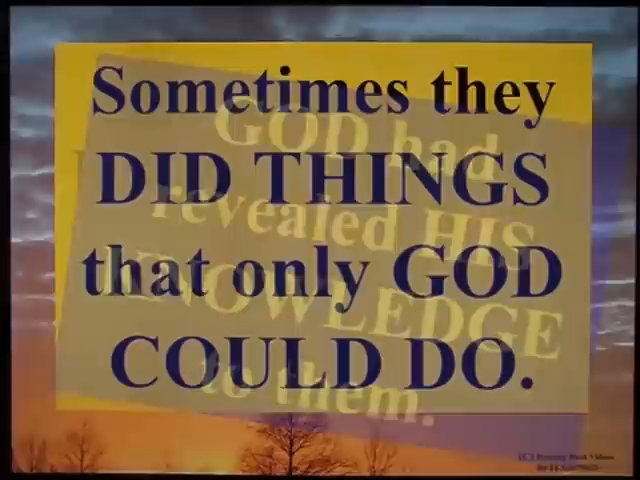 Sometimes they
DID THINGS
that only GOD
COULD DO.
GOD had
revealed HIS
KNOWLEDGE
to them.